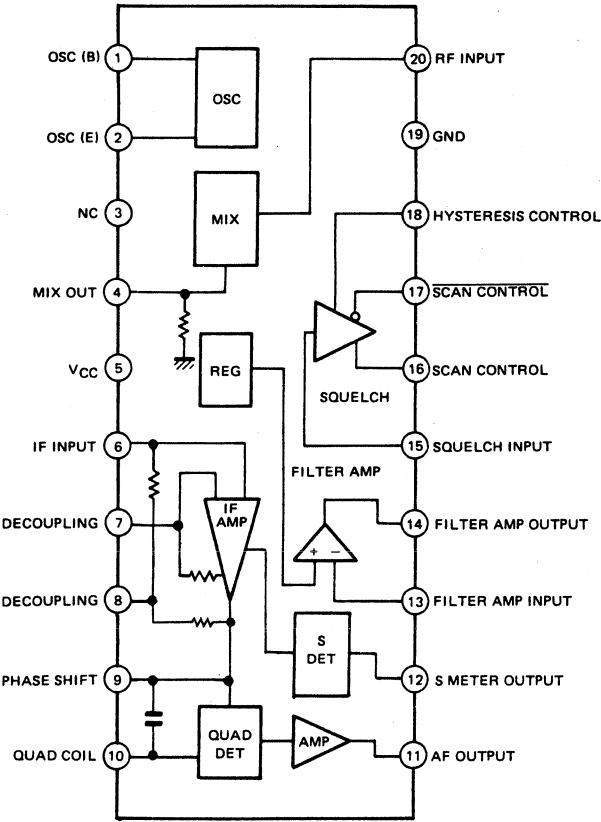 OSC (B) 1
OSC
20 RF INPUT
OSC (E) 2
19 GND
NC 3
MIX
18 HYSTERESIS CONTROL
MIX OUT 4
17 SCAN CONTROL
VCC 5
REG
SQUELCH
16 SCAN CONTROL
IF INPUT 6
15 SQUELCH INPUT
FILTER AMP
DECOUPLING 7
IF
AMP
14 FILTER AMP OUTPUT
+ −
DECOUPLING 8
13 FILTER AMP INPUT
S
DET
PHASE SHIFT 9
12 S METER OUTPUT
QUAD COIL 10
QUAD
DET
AMP
11 AF OUTPUT